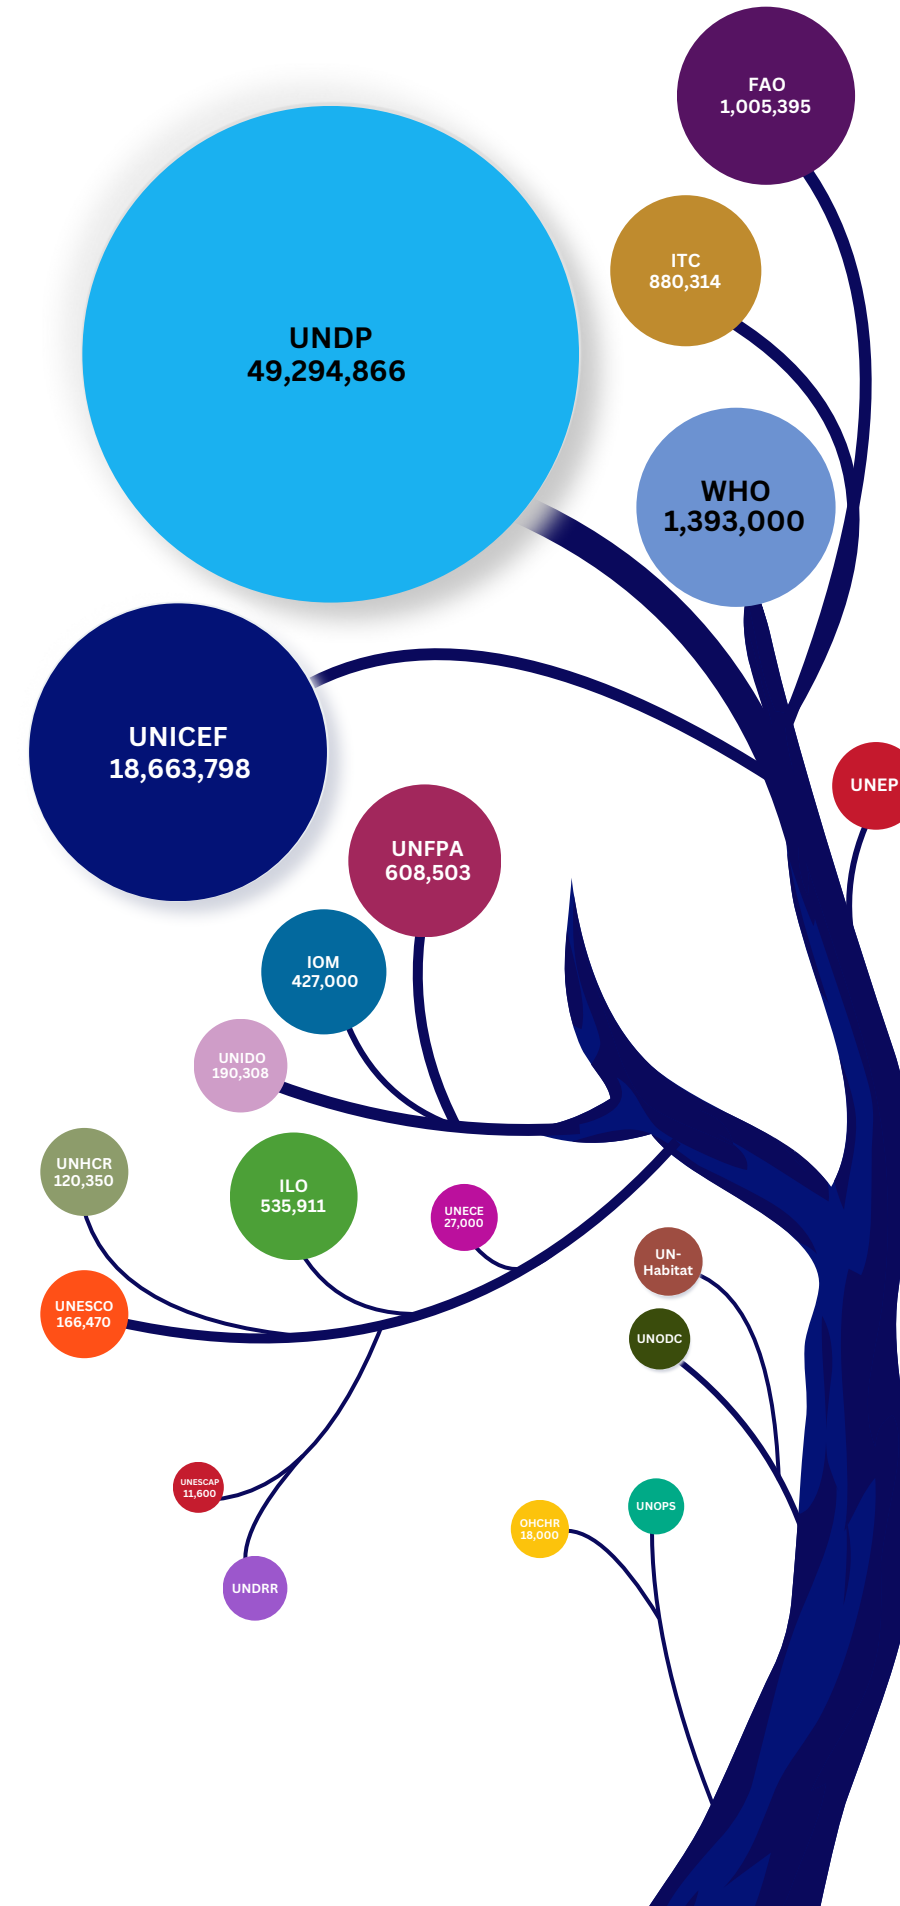 FAO
1,005,395
ITC
880,314
UNDP
49,294,866
WHO
1,393,000
UNICEF
18,663,798
UNEP
UNFPA
608,503
IOM
427,000
UNIDO
190,308
UNHCR
120,350
ILO
535,911
UNECE
27,000
UN-
Habitat
UNESCO
166,470
UNODC
UNESCAP
11,600
OHCHR
18,000
UNOPS
UNDRR